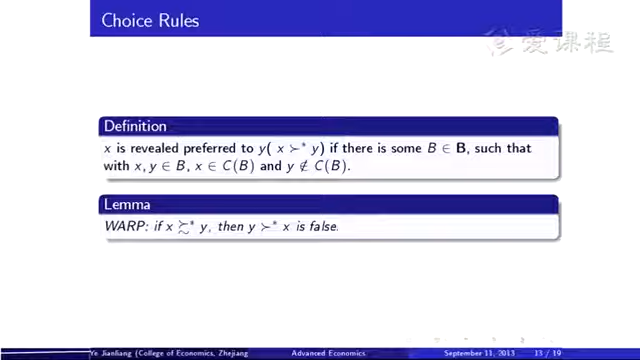 Choice Rules
爱课程
Definition
x is revealed preferred to y( x ≻* y) if there is some B ∈ B, such that
with x, y ∈ B, x ∈ C(B) and y ∉ C(B).
Lemma
WARP: if x ≿* y, then y ≻* x is false.
Ye Jianliang (College of Economics, Zhejiang Advanced Economics September 11, 2013 13 / 19